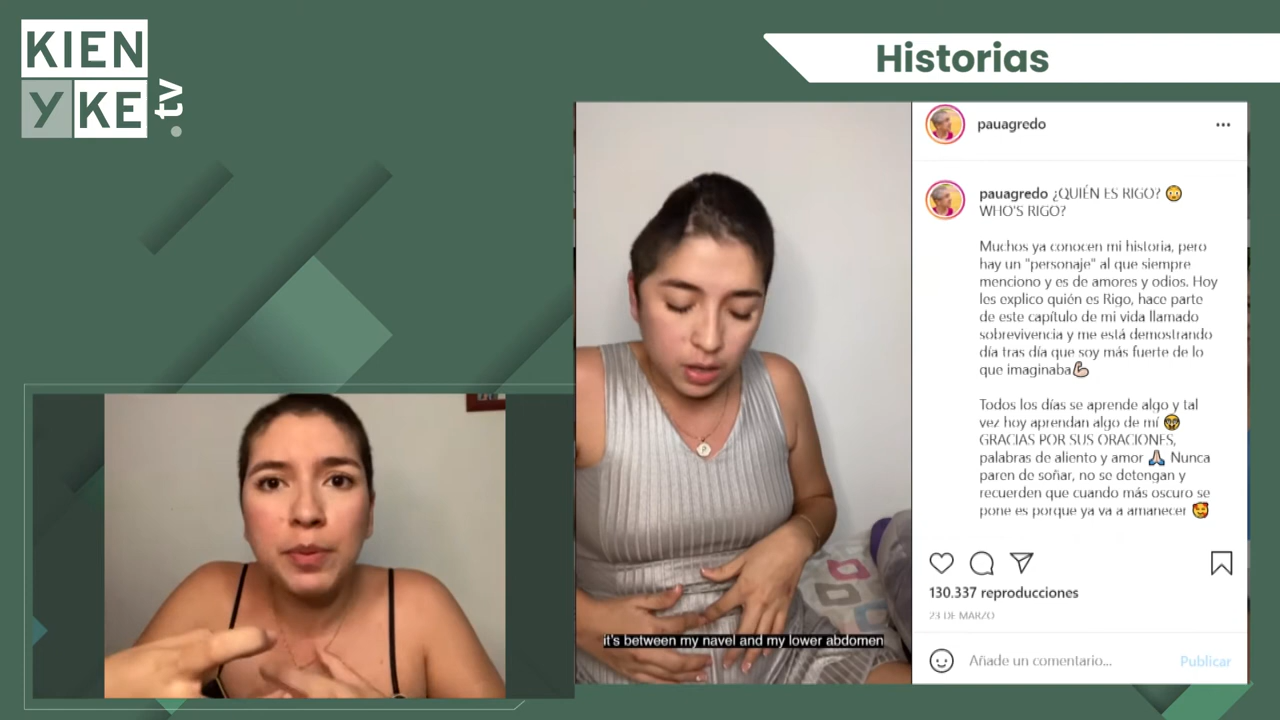 KIEN
Y KE
.tv
Historias
pauagredo
pauagredo ¿QUIÉN ES RIGO? 😳
WHO'S RIGO?
Muchos ya conocen mi historia, pero
hay un "personaje" al que siempre
menciono y es de amores y odios. Hoy
les explico quién es Rigo, hace parte
de este capítulo de mi vida llamado
sobrevivencia y me está demostrando
día tras día que soy más fuerte de lo
que imaginaba💪🏻
Todos los días se aprende algo y tal
vez hoy aprendan algo de mí 🤓
GRACIAS POR SUS ORACIONES,
palabras de aliento y amor 🙏🏻 Nunca
paren de soñar, no se detengan y
recuerden que cuando más oscuro se
pone es porque ya va a amanecer 🥰
130.337 reproducciones
23 DE MARZO
Añade un comentario... Publicar
it's between my navel and my lower abdomen